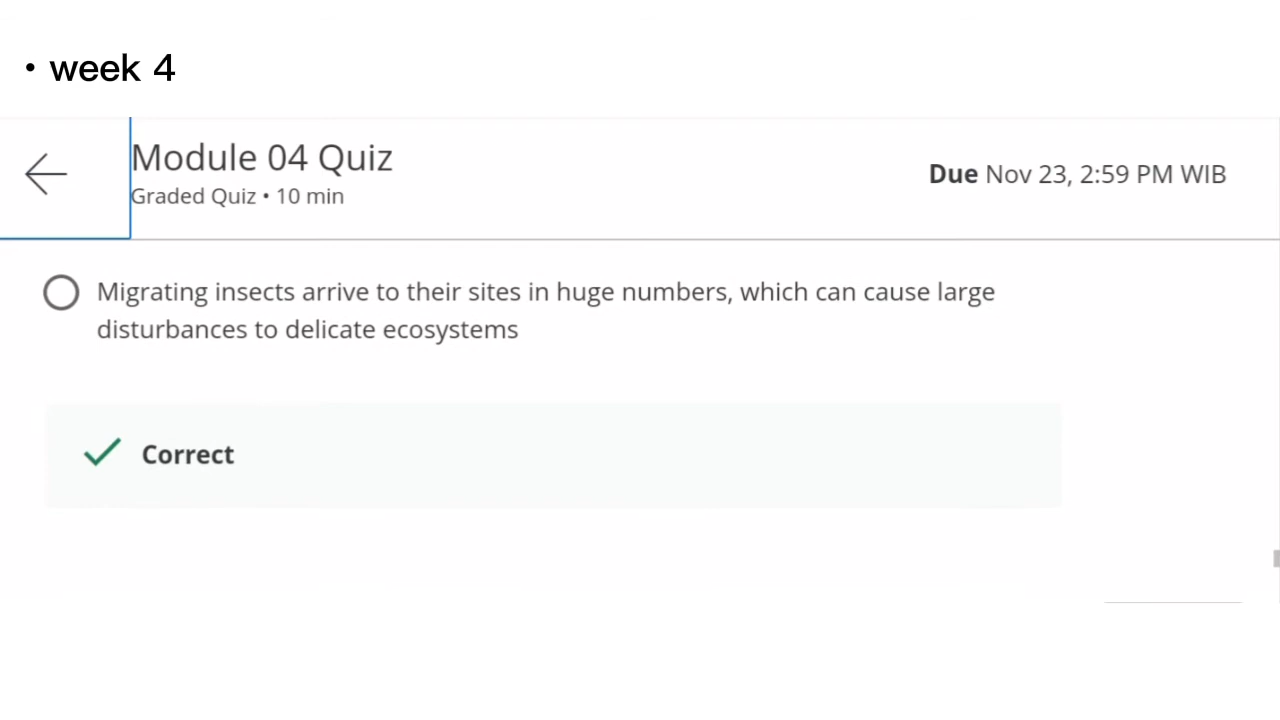 • week 4
Module 04 Quiz
Graded Quiz • 10 min
Due Nov 23, 2:59 PM WIB
Migrating insects arrive to their sites in huge numbers, which can cause large
disturbances to delicate ecosystems
Correct